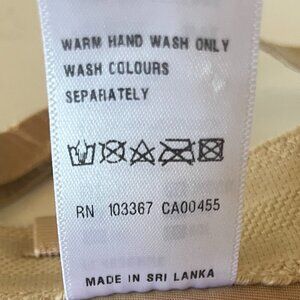 WARM HAND WASH ONLY
WASH COLOURS
SEPARATELY
RN 103367 CA00455
MADE IN SRI LANKA